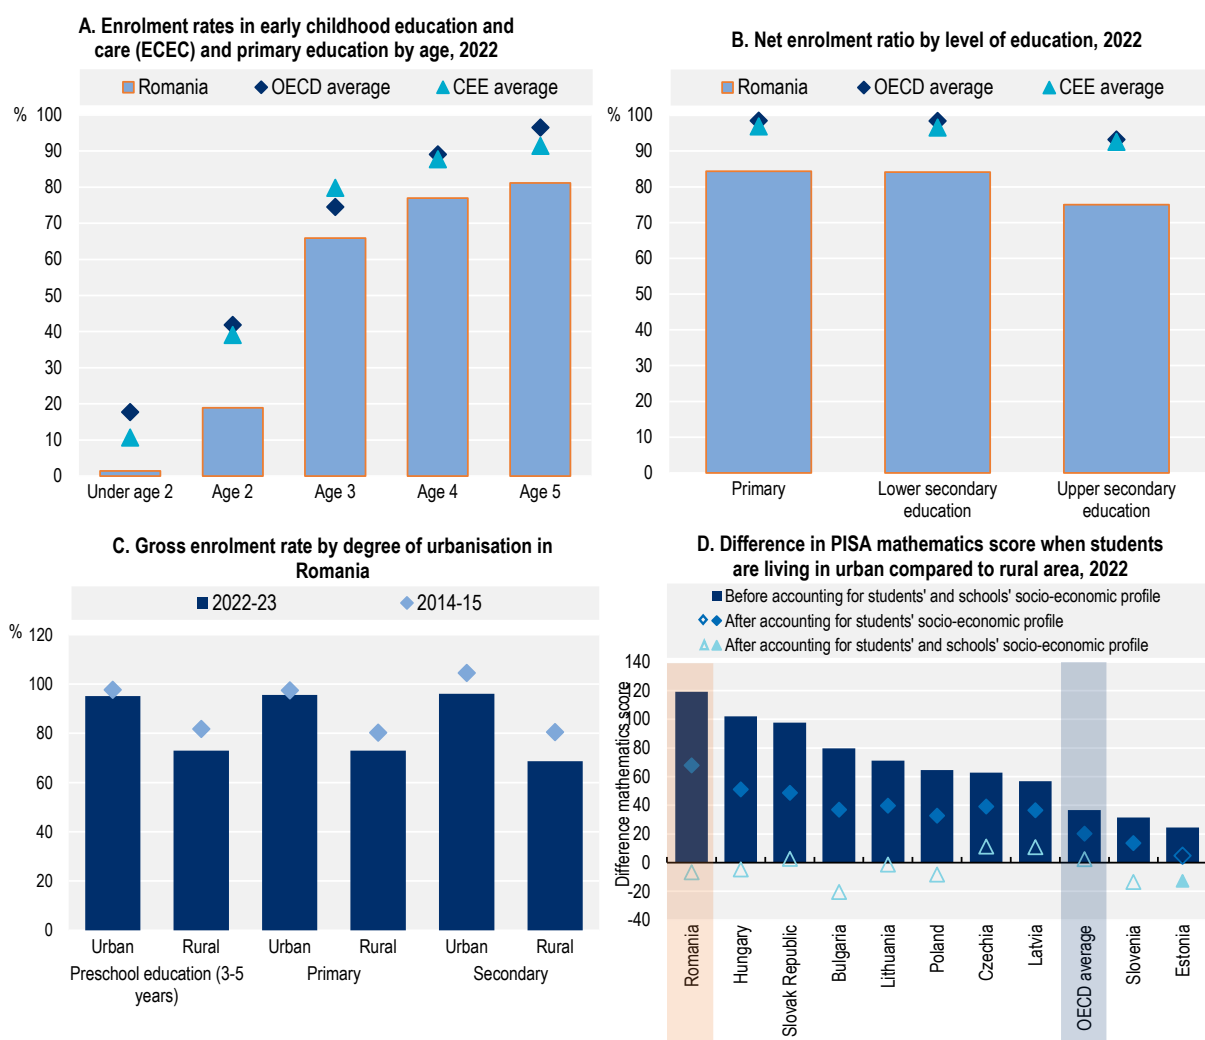 A. Enrolment rates in early childhood education and
care (ECEC) and primary education by age, 2022
Romania
OECD average
CEE average
%
100
90
80
70
60
50
40
30
20
10
0
Under age 2
Age 2
Age 3
Age 4
Age 5
B. Net enrolment ratio by level of education, 2022
Romania
OECD average
CEE average
%
100
90
80
70
60
50
40
30
20
10
0
Primary
Lower secondary
education
Upper secondary
education
C. Gross enrolment rate by degree of urbanisation in
Romania
2022-23
2014-15
%
120
100
80
60
40
20
0
Urban
Rural
Urban
Rural
Urban
Rural
Preschool education (3-5
years)
Primary
Secondary
D. Difference in PISA mathematics score when students
are living in urban compared to rural area, 2022
Before accounting for students' and schools' socio-economic profile
After accounting for students' socio-economic profile
After accounting for students' and schools' socio-economic profile
Difference mathematics score
140
120
100
80
60
40
20
0
-20
-40
Romania
Hungary
Slovak Republic
Bulgaria
Lithuania
Poland
Czechia
Latvia
OECD average
Slovenia
Estonia